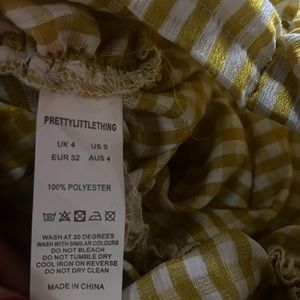 PRETTYLITTLETHING
UK 4 US 0
EUR 32 AUS 4
100% POLYESTER
WASH AT 30 DEGREES
WASH WITH SIMILAR COLOURS
DO NOT BLEACH
DO NOT TUMBLE DRY
COOL IRON ON REVERSE
DO NOT DRY CLEAN
MADE IN CHINA